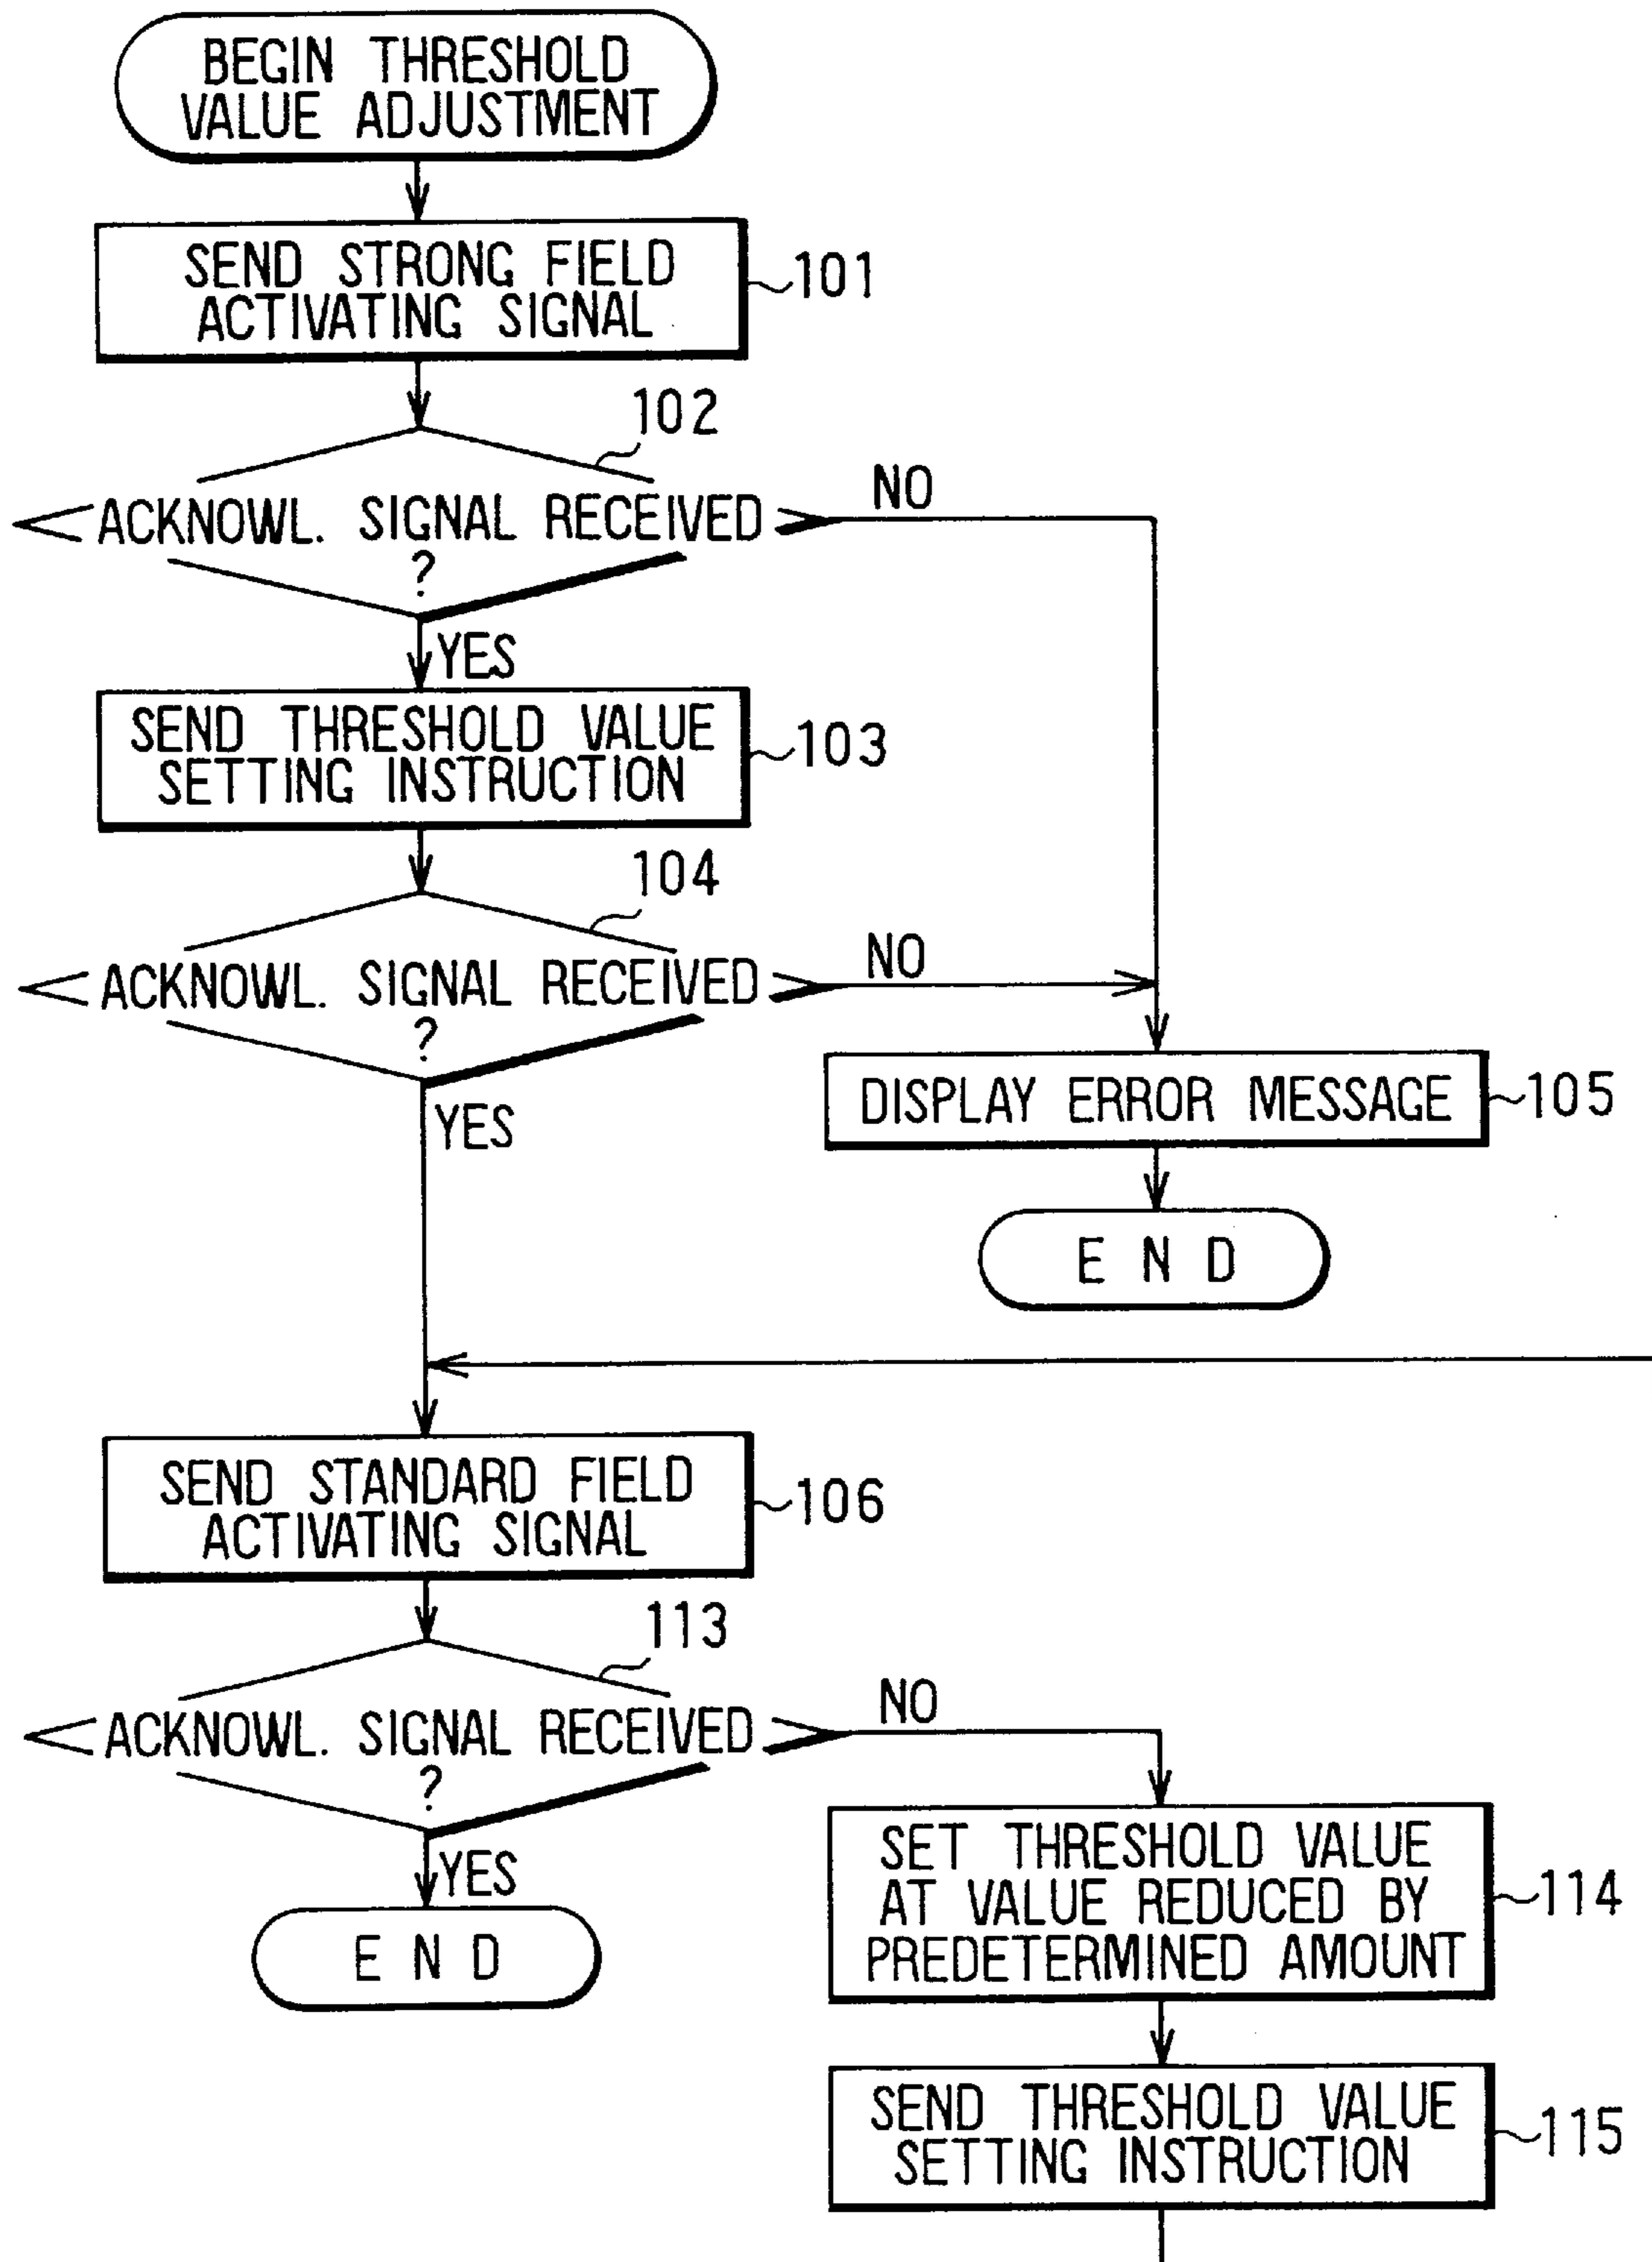 BEGIN THRESHOLD
VALUE ADJUSTMENT
SEND STRONG FIELD
ACTIVATING SIGNAL
101
102
ACKNOWL. SIGNAL RECEIVED
?
NO
YES
SEND THRESHOLD VALUE
SETTING INSTRUCTION
103
104
ACKNOWL. SIGNAL RECEIVED
?
NO
YES
DISPLAY ERROR MESSAGE
105
END
SEND STANDARD FIELD
ACTIVATING SIGNAL
106
113
ACKNOWL. SIGNAL RECEIVED
?
NO
YES
END
SET THRESHOLD VALUE
AT VALUE REDUCED BY
PREDETERMINED AMOUNT
114
SEND THRESHOLD VALUE
SETTING INSTRUCTION
115